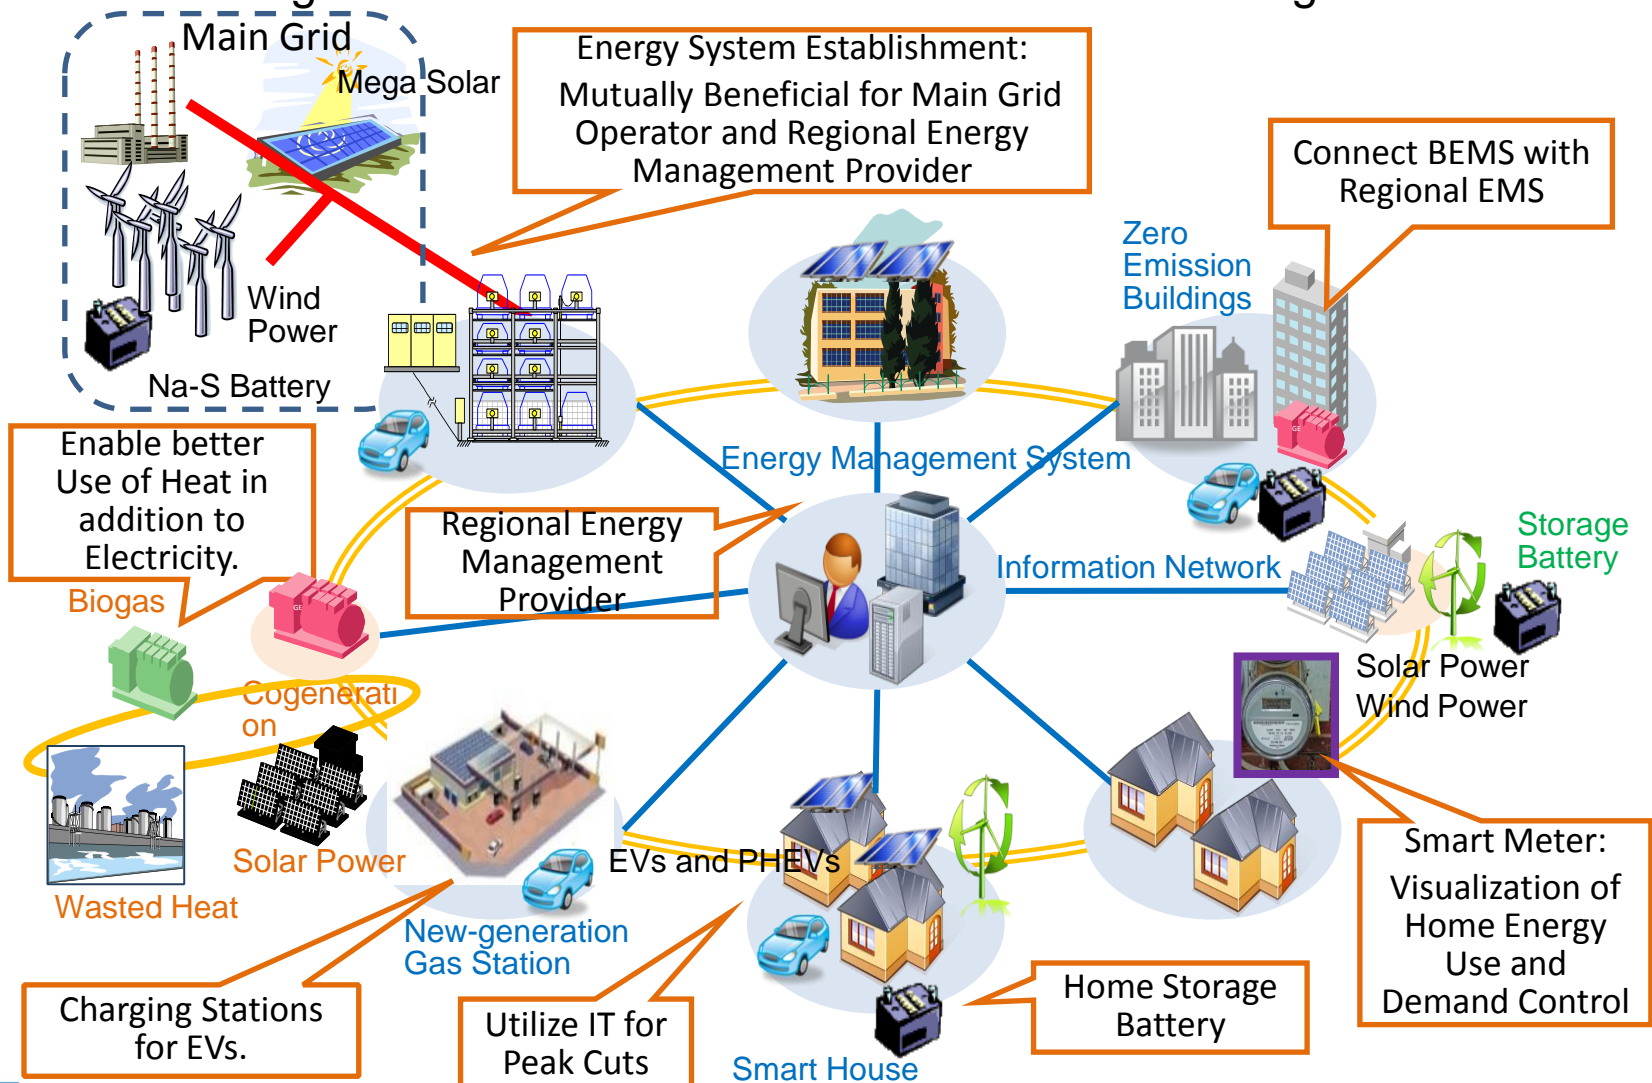 Main Grid
Mega Solar
Wind
Power
Na-S Battery
Energy System Establishment:
Mutually Beneficial for Main Grid
Operator and Regional Energy
Management Provider
Connect BEMS with
Regional EMS
Zero
Emission
Buildings
GE
Enable better
Use of Heat in
addition to
Electricity.
Energy Management System
Regional Energy
Management
Provider
Information Network
Storage
Battery
Biogas
GE
Cogenerati
on
Solar Power
Wind Power
Solar Power
Wasted Heat
EVs and PHEVs
New-generation
Gas Station
Smart Meter:
Visualization of
Home Energy
Use and
Demand Control
Charging Stations
for EVs.
Utilize IT for
Peak Cuts
Home Storage
Battery
Smart House